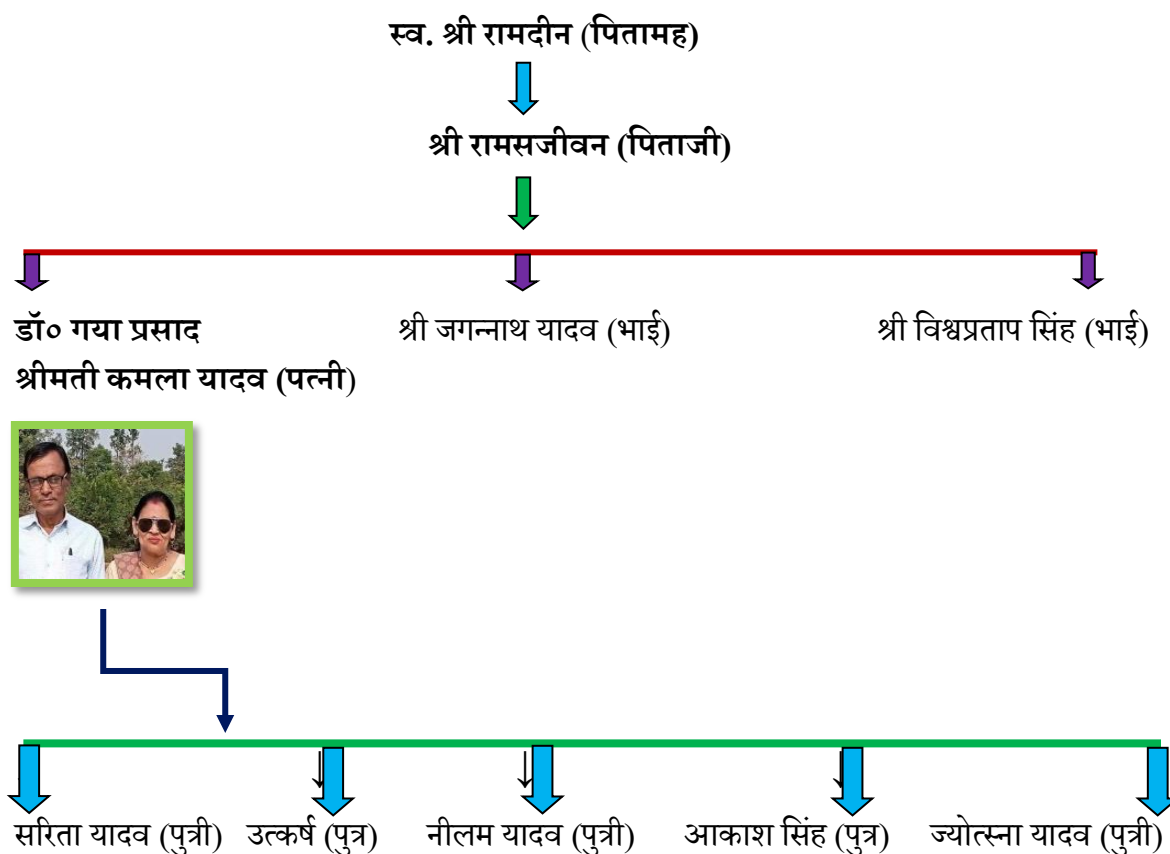 स्व. श्री रामदीन (पितामह)
श्री रामसजीवन (पिताजी)
डॉ० गया प्रसाद श्री जगन्नाथ यादव (भाई) श्री विश्वप्रताप सिंह (भाई)
श्रीमती कमला यादव (पत्नी)
सरिता यादव (पुत्री) उत्कर्ष (पुत्र) नीलम यादव (पुत्री) आकाश सिंह (पुत्र) ज्योत्स्ना यादव (पुत्री)